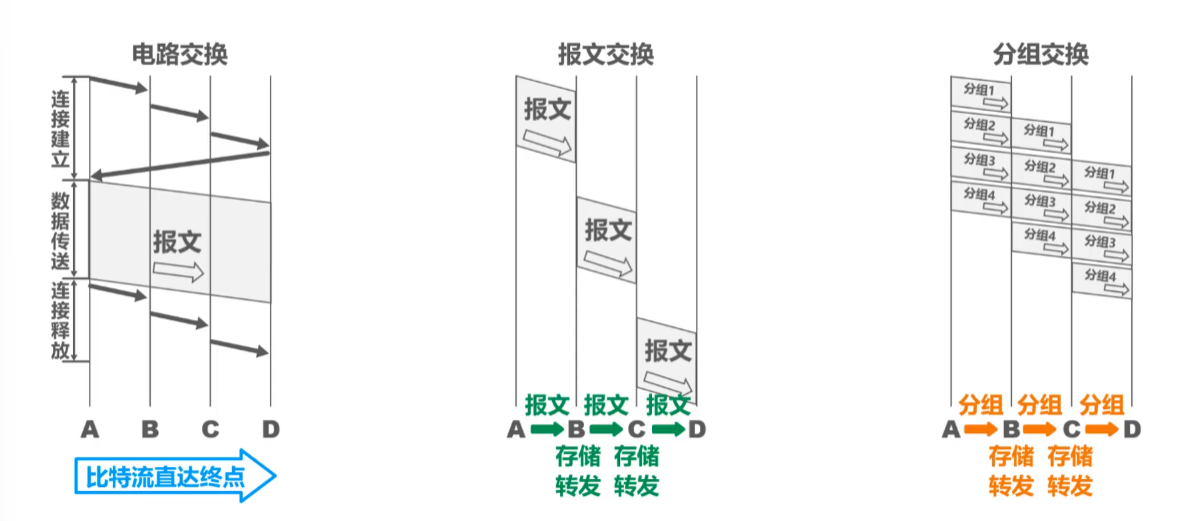 电路交换
连接建立
数据传送
连接释放
报文
A B C D
比特流直达终点
报文交换
报文
报文
报文
报文 报文 报文
A B C D
存储 存储
转发 转发
分组交换
分组1
分组2 分组1
分组3 分组2 分组1
分组4 分组3 分组2
分组4 分组3
分组4
分组 分组 分组
A B C D
存储 存储
转发 转发